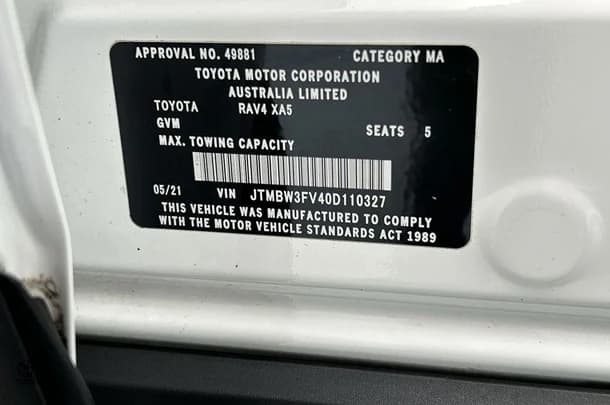 APPROVAL NO. 49881 CATEGORY MA
TOYOTA MOTOR CORPORATION
AUSTRALIA LIMITED
TOYOTA RAV4 XA5
GVM SEATS 5
MAX. TOWING CAPACITY
05/21 VIN JTMBW3FV40D110327
THIS VEHICLE WAS MANUFACTURED TO COMPLY
WITH THE MOTOR VEHICLE STANDARDS ACT 1989